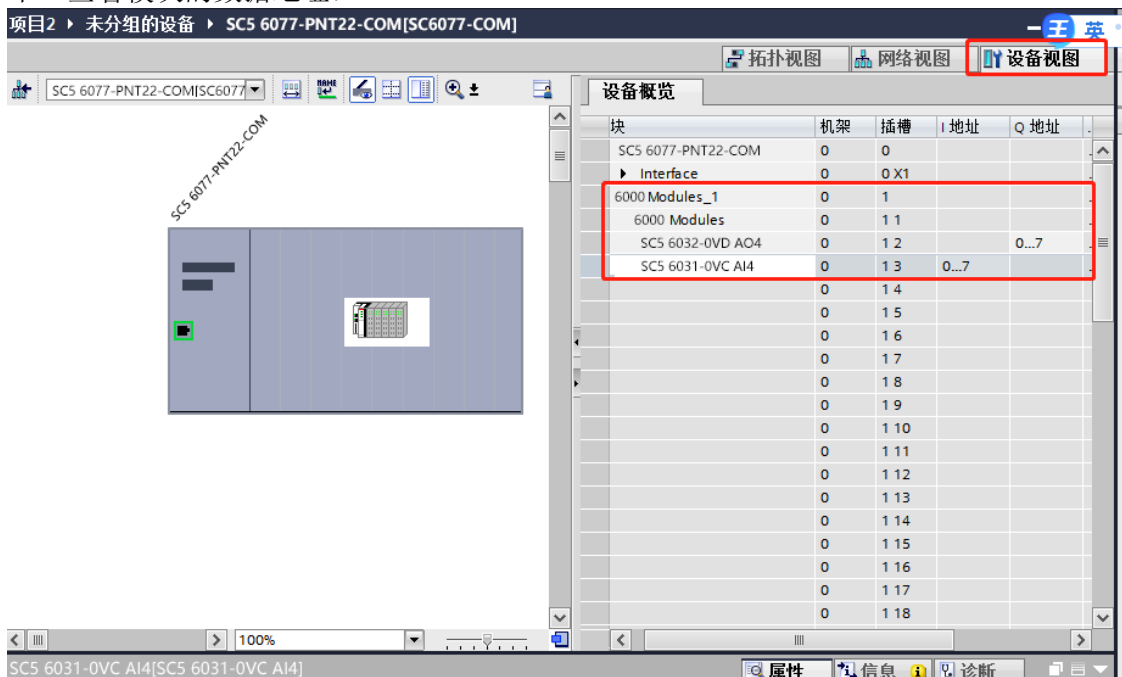 项目2 ▸ 未分组的设备 ▸ SC5 6077-PNT22-COM[SC6077-COM]
王 英
拓扑视图 网络视图 设备视图
SC5 6077-PNT22-COM[SC6077 设备概览
块 机架 插槽 I 地址 Q 地址 .
SC5 6077-PNT22-COM 0 0
Interface 0 0 X1
6000 Modules_1 0 1
6000 Modules 0 1 1
SC5 6032-0VD AO4 0 1 2 0...7
SC5 6031-0VC AI4 0 1 3 0...7
0 1 4
0 1 5
0 1 6
0 1 7
0 1 8
0 1 9
0 1 10
0 1 11
0 1 12
0 1 13
0 1 14
0 1 15
0 1 16
0 1 17
0 1 18
SC5 6077-PNT22-COM
100%
SC5 6031-0VC AI4[SC5 6031-0VC AI4] 属性 信息 诊断